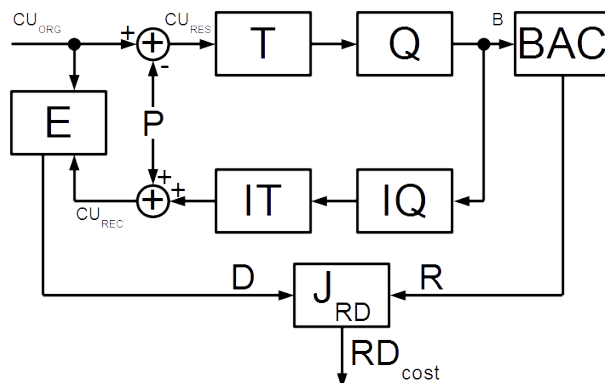 CU_ORG
CU_RES
B
+
+
-
T
Q
BAC
E
P
+
+
+
IT
IQ
CU_REC
D
J_RD
R
RD_cost